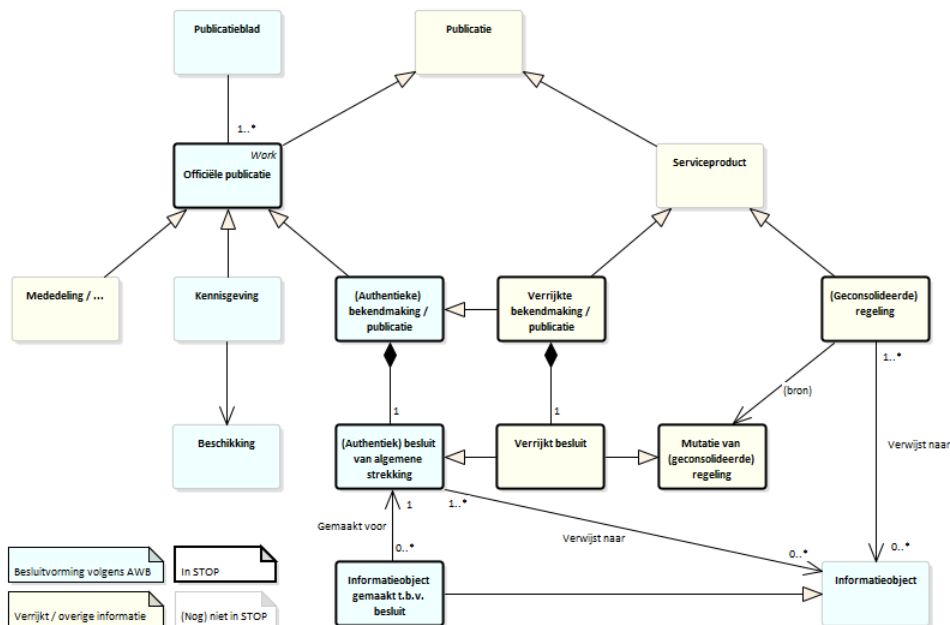 Publicatieblad
Publicatie
1..*
Work
Officiële publicatie
Serviceproduct
Mededeling / ...
Kennisgeving
(Authentieke)
bekendmaking /
publicatie
Verrijkte
bekendmaking /
publicatie
(Geconsolideerde)
regeling
1..*
(bron)
1
1
Beschikking
(Authentiek) besluit
van algemene
strekking
Verrijkt besluit
Mutatie van
(geconsolideerde)
regeling
Verwijst naar
1
1..*
Gemaakt voor
Verwijst naar
0..*
0..*
0..*
Besluitvorming volgens AWB
In STOP
Informatieobject
gemaakt t.b.v.
besluit
Informatieobject
Verrijkt / overige informatie
(Nog) niet in STOP